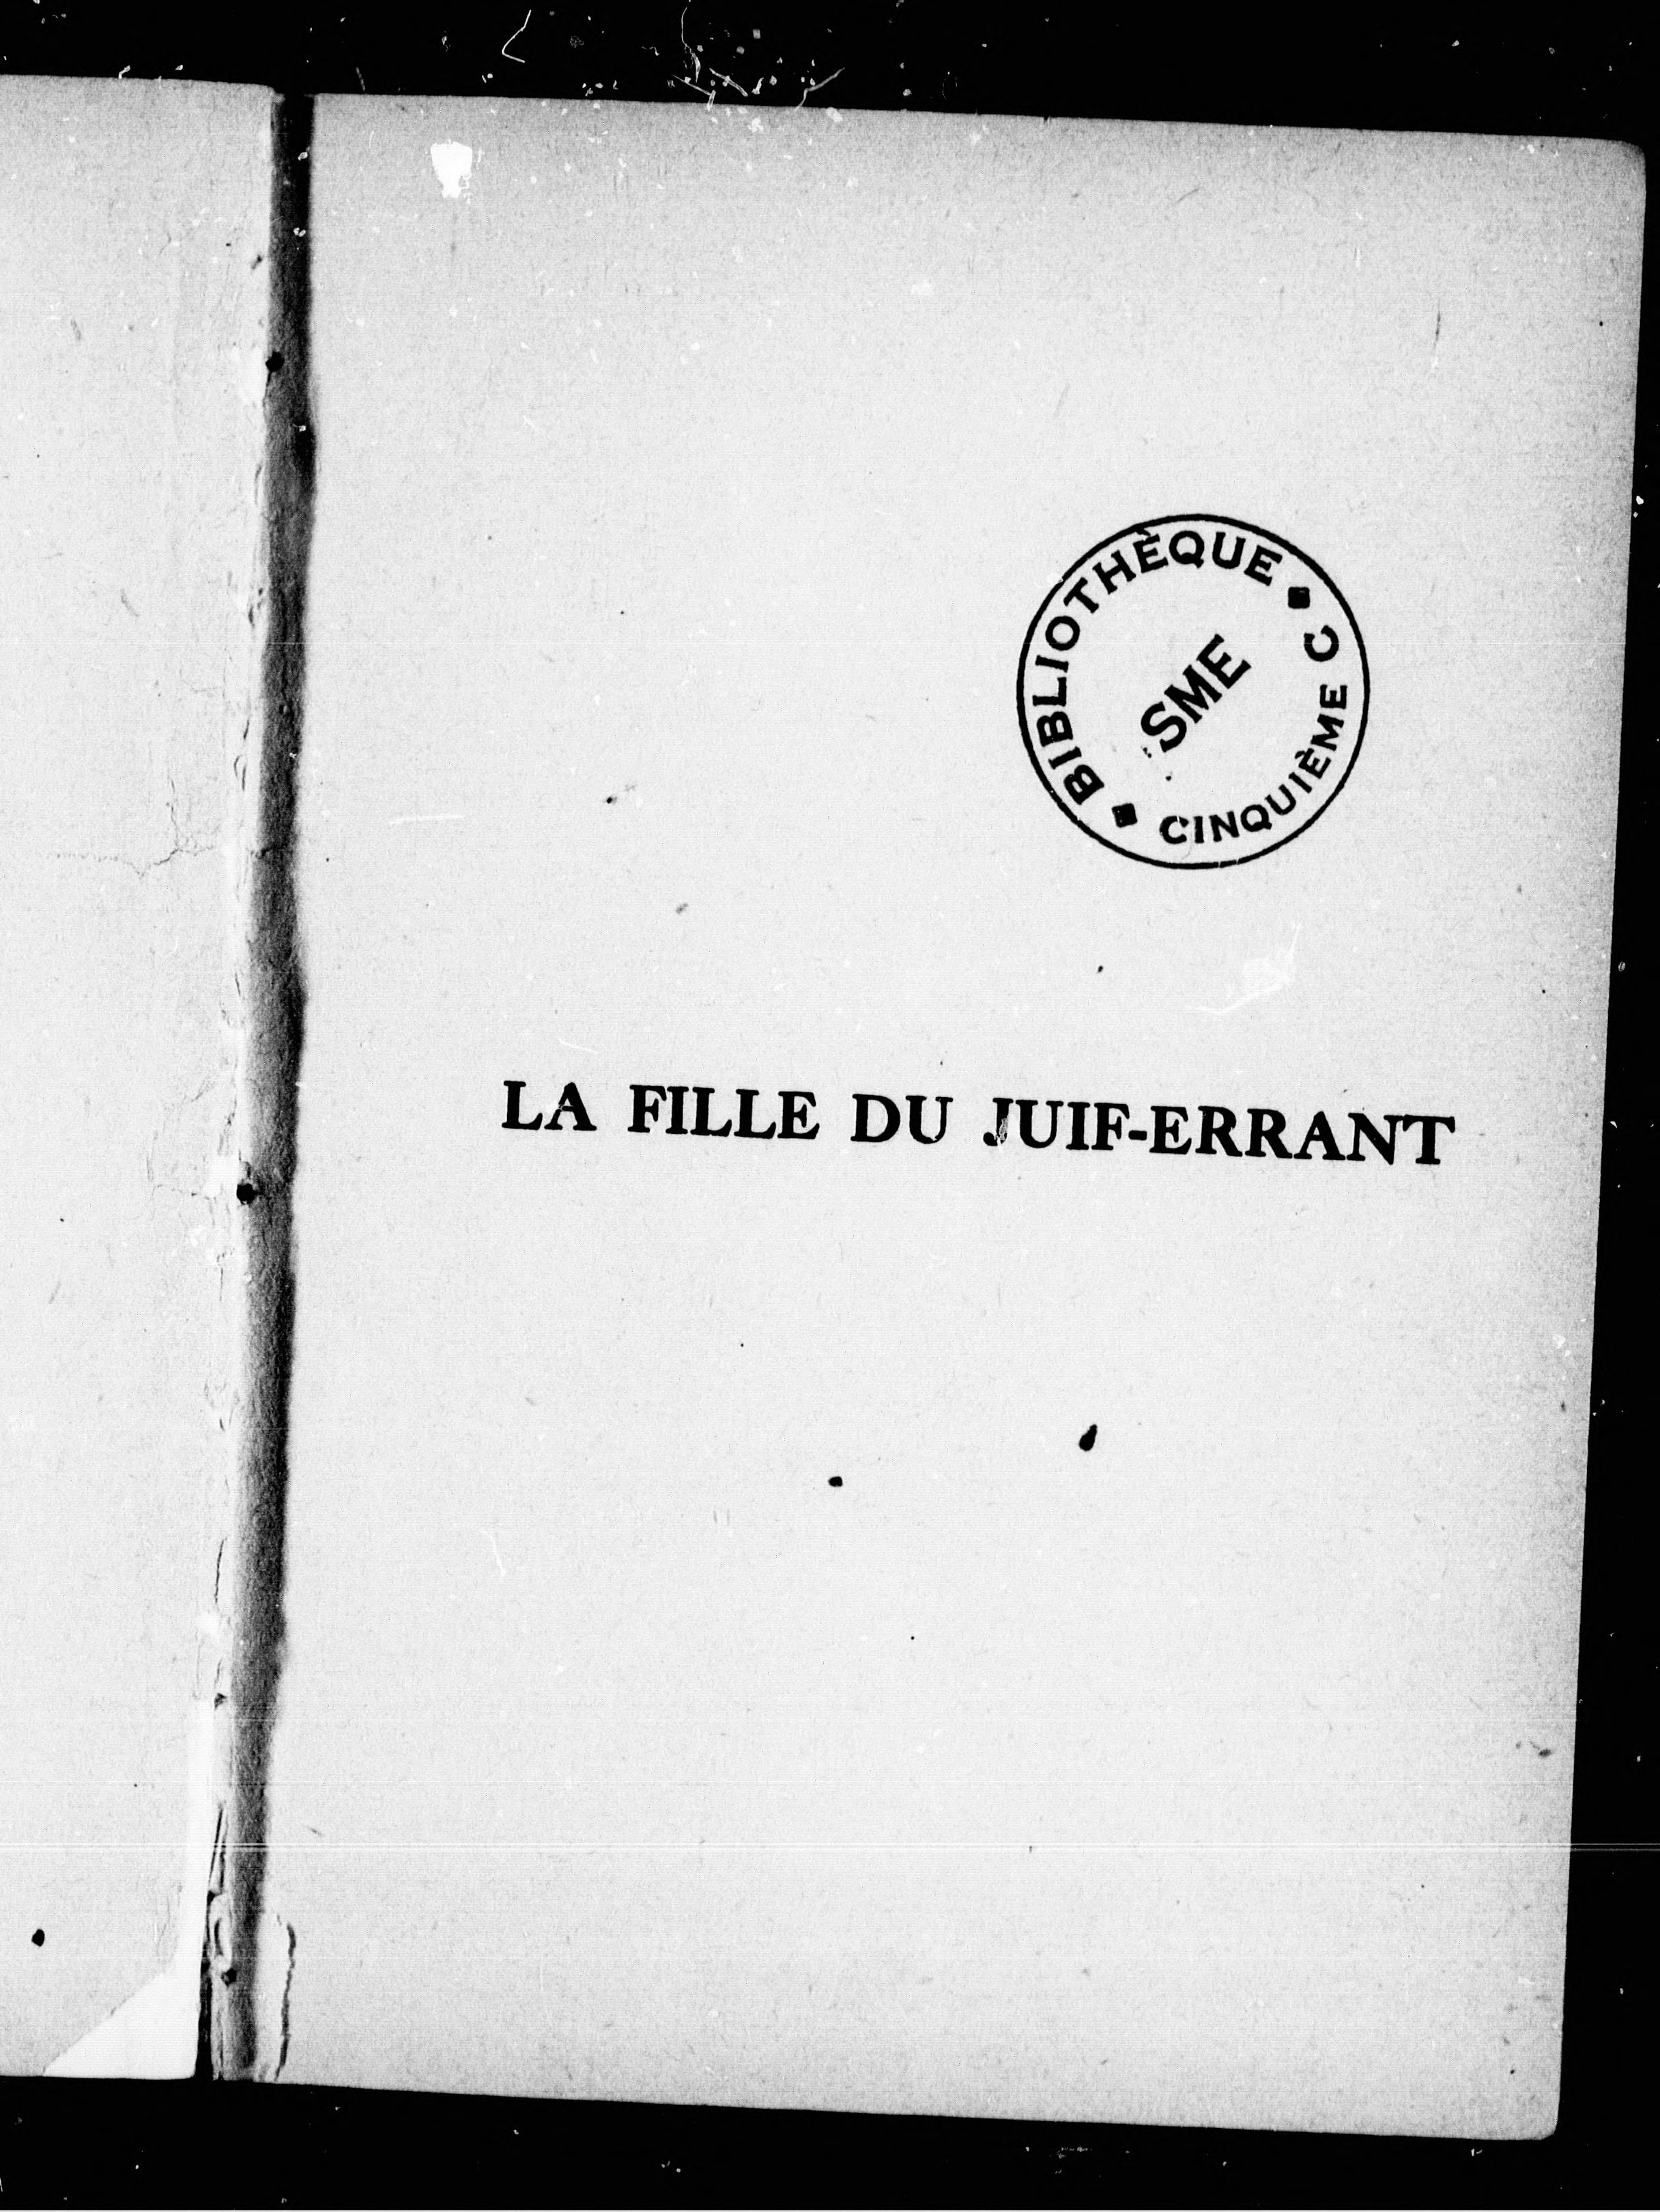 BIBLIOTHÈQUE
SME
CINQUIÈME C
LA FILLE DU JUIF-ERRANT